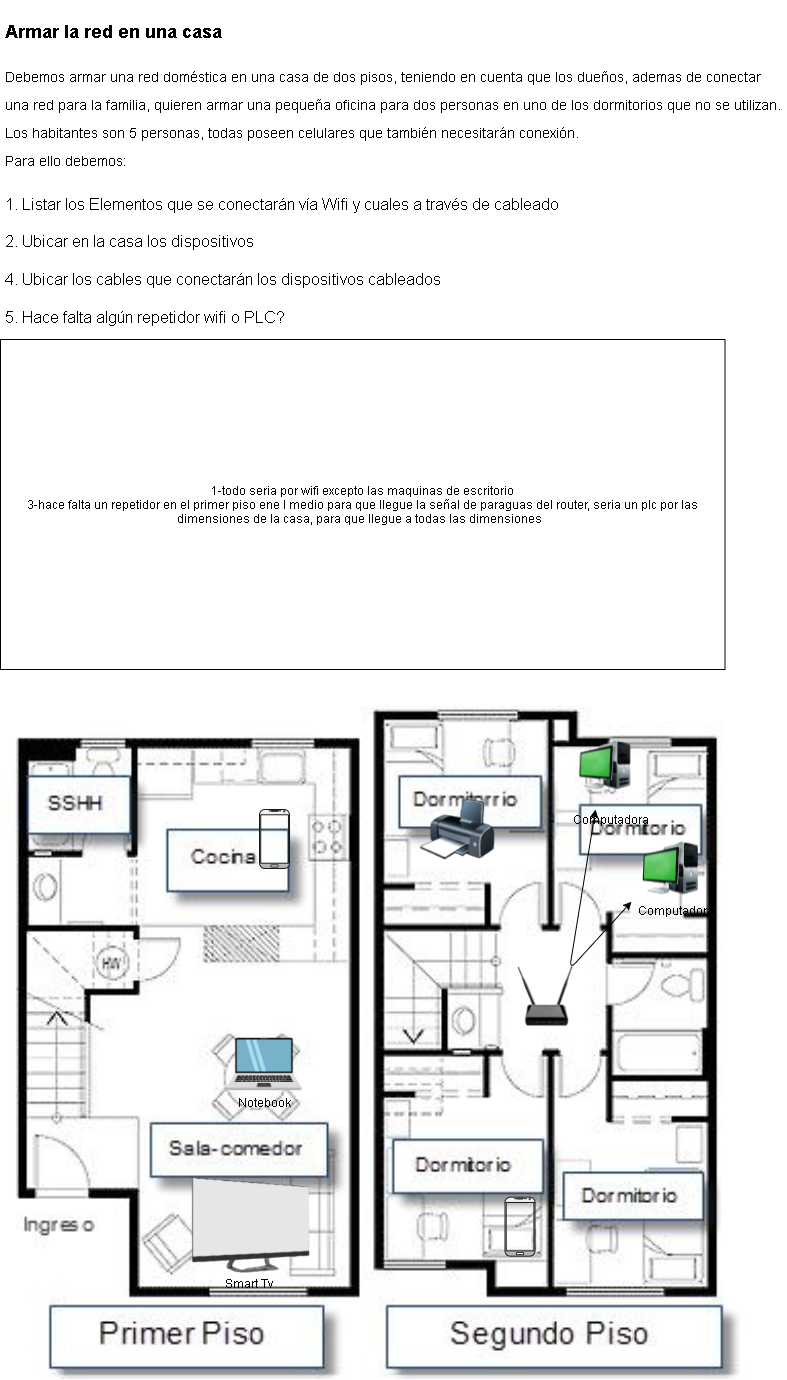 Armar la red en una casa
Debemos armar una red doméstica en una casa de dos pisos, teniendo en cuenta que los dueños, ademas de conectar
una red para la familia, quieren armar una pequeña oficina para dos personas en uno de los dormitorios que no se utilizan.
Los habitantes son 5 personas, todas poseen celulares que también necesitarán conexión.
Para ello debemos:
1. Listar los Elementos que se conectarán vía Wifi y cuales a través de cableado
2. Ubicar en la casa los dispositivos
4. Ubicar los cables que conectarán los dispositivos cableados
5. Hace falta algún repetidor wifi o PLC?
1-todo seria por wifi excepto las maquinas de escritorio
3-hace falta un repetidor en el primer piso ene l medio para que llegue la señal de paraguas del router, seria un plc por las
dimensiones de la casa, para que llegue a todas las dimensiones
SSHH
Cocina
HW
Notebook
Sala-comedor
Ingreso
Smart Tv
Primer Piso
Dormitorrio
Computadora
Dormitorio
Computador
Dormitorio
Dormitorio
Segundo Piso